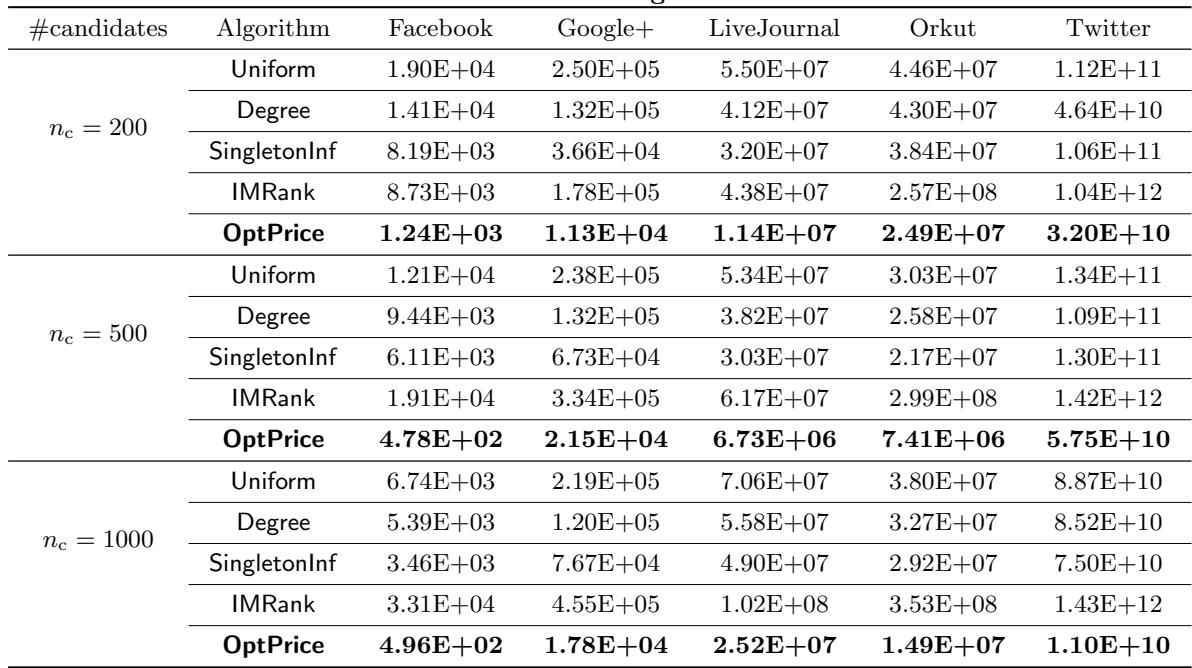 #candidates Algorithm Facebook Google+ LiveJournal Orkut Twitter
Uniform 1.90E+04 2.50E+05 5.50E+07 4.46E+07 1.12E+11
Degree 1.41E+04 1.32E+05 4.12E+07 4.30E+07 4.64E+10
n_c = 200
SingletonInf 8.19E+03 3.66E+04 3.20E+07 3.84E+07 1.06E+11
IMRank 8.73E+03 1.78E+05 4.38E+07 2.57E+08 1.04E+12
OptPrice 1.24E+03 1.13E+04 1.14E+07 2.49E+07 3.20E+10
Uniform 1.21E+04 2.38E+05 5.34E+07 3.03E+07 1.34E+11
Degree 9.44E+03 1.32E+05 3.82E+07 2.58E+07 1.09E+11
n_c = 500
SingletonInf 6.11E+03 6.73E+04 3.03E+07 2.17E+07 1.30E+11
IMRank 1.91E+04 3.34E+05 6.17E+07 2.99E+08 1.42E+12
OptPrice 4.78E+02 2.15E+04 6.73E+06 7.41E+06 5.75E+10
Uniform 6.74E+03 2.19E+05 7.06E+07 3.80E+07 8.87E+10
Degree 5.39E+03 1.20E+05 5.58E+07 3.27E+07 8.52E+10
n_c = 1000
SingletonInf 3.46E+03 7.67E+04 4.90E+07 2.92E+07 7.50E+10
IMRank 3.31E+04 4.55E+05 1.02E+08 3.53E+08 1.43E+12
OptPrice 4.96E+02 1.78E+04 2.52E+07 1.49E+07 1.10E+10